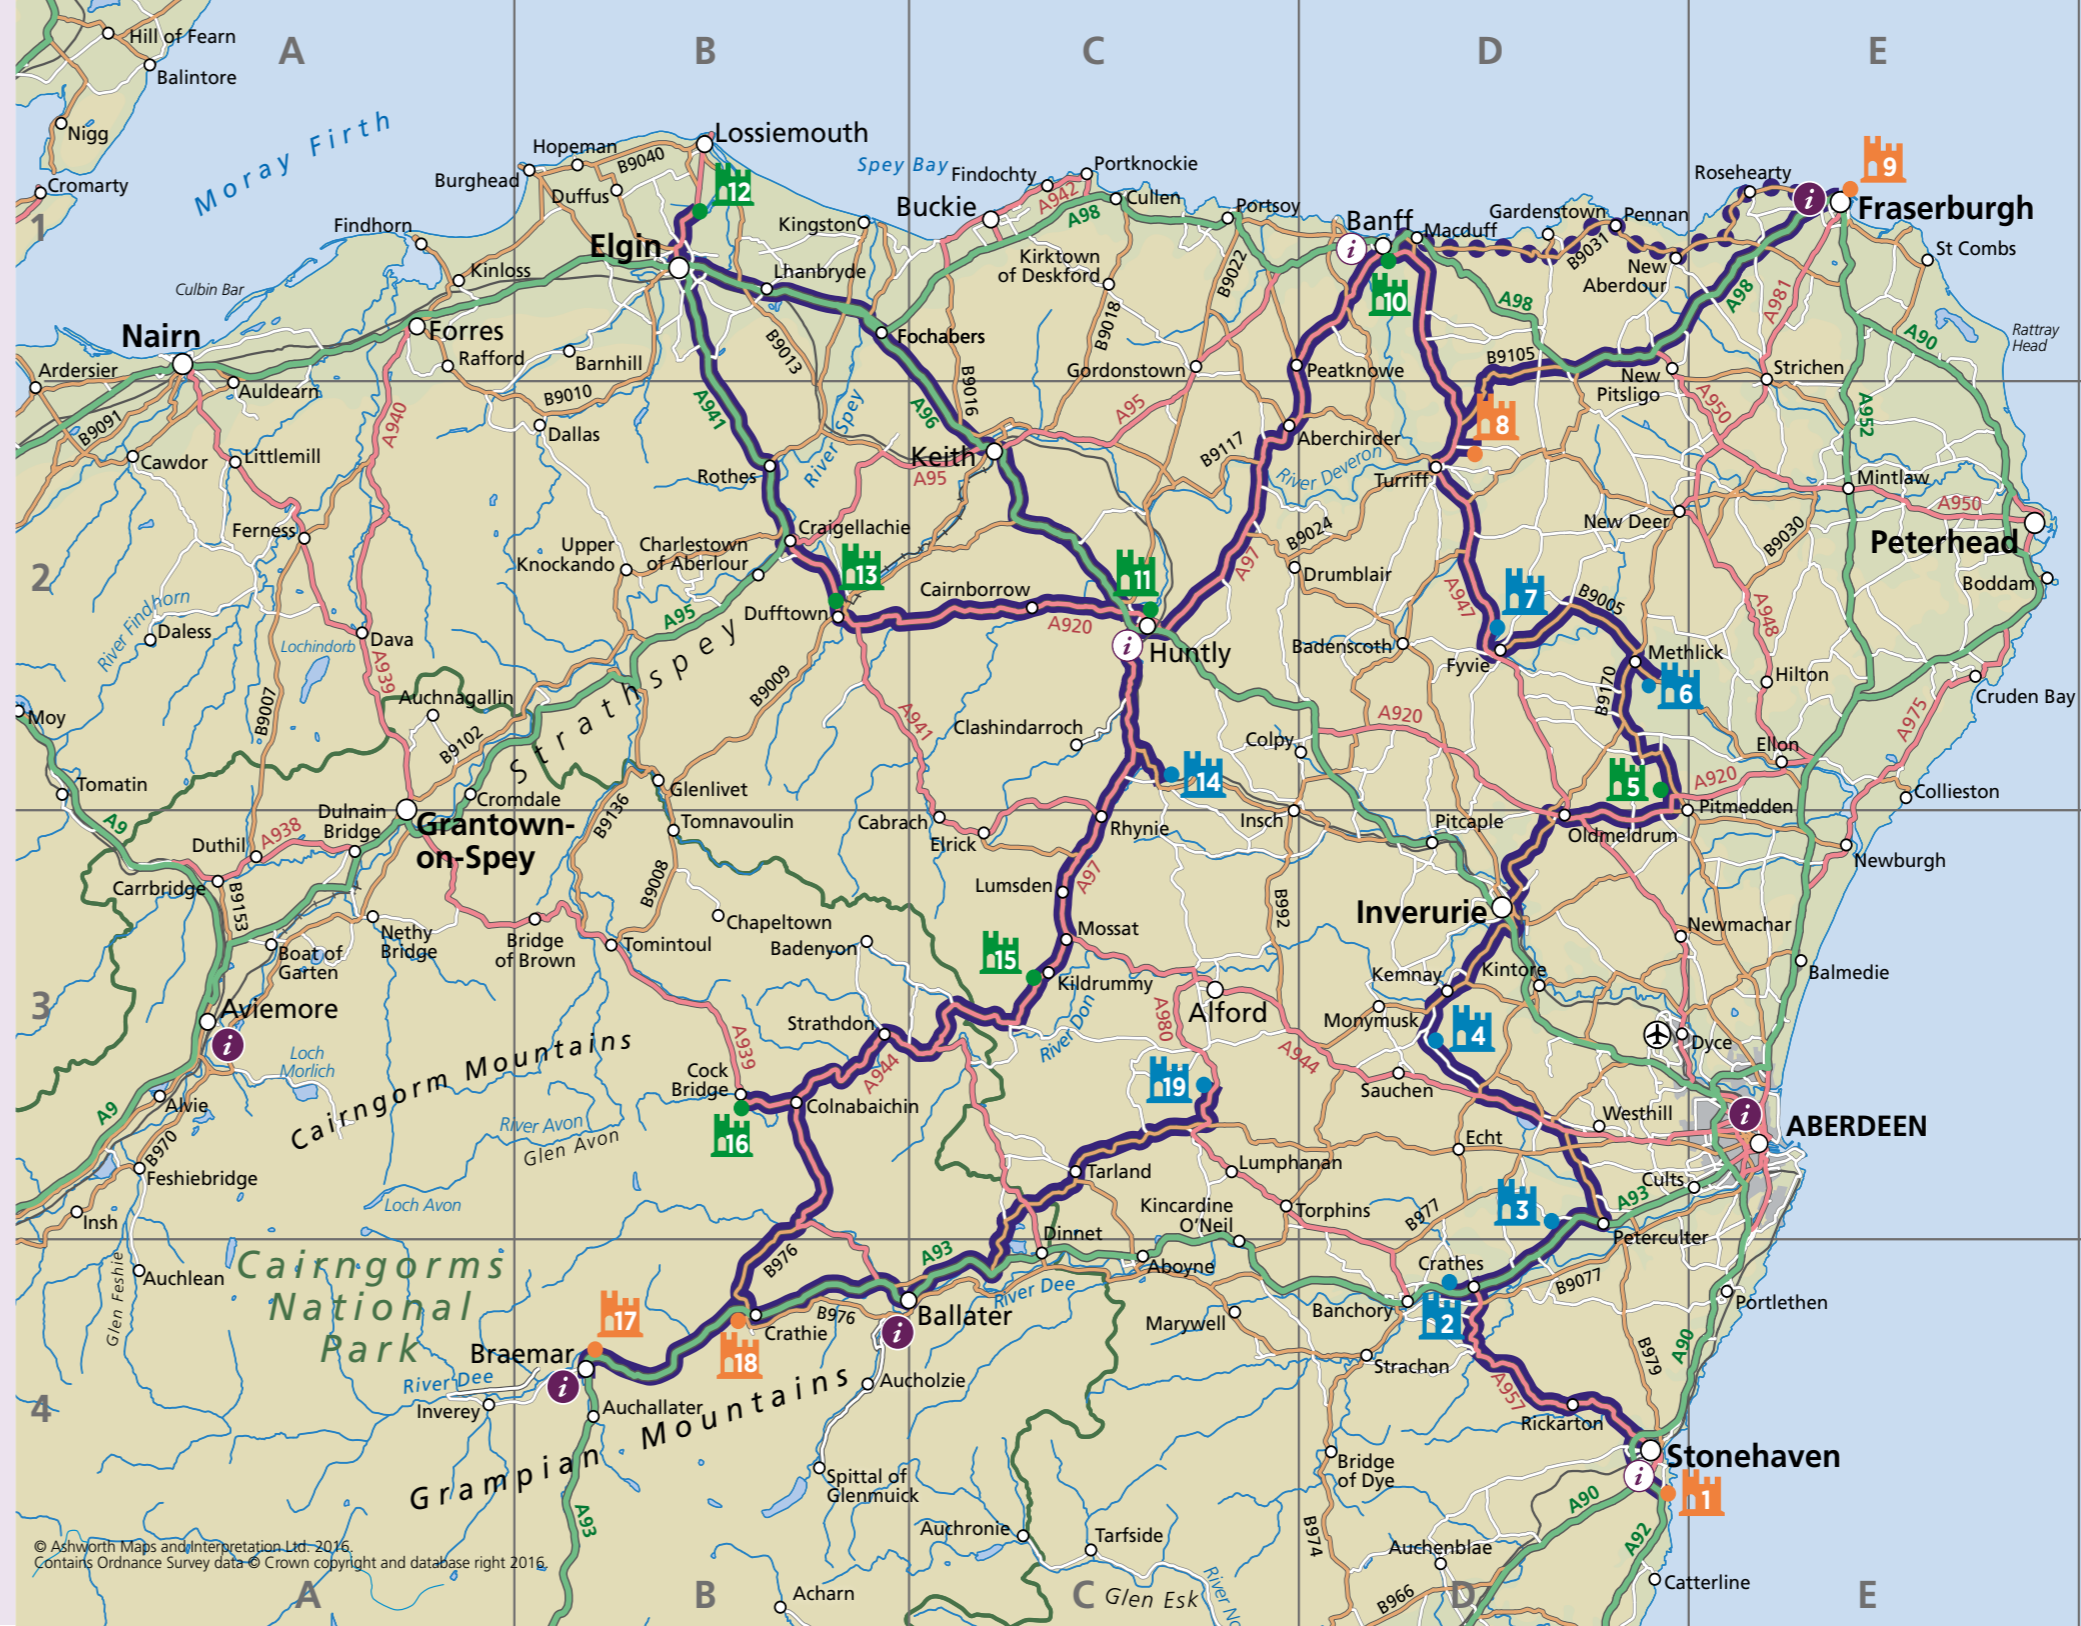 A
B
C
D
E
Hill of Fearn
Balintore
Nigg
Cromarty
Moray Firth
Lossiemouth
Hopeman
B9040
Burghead
Duffus
12
Spey Bay
Findochty
Portknockie
A942
Cullen
A98
Buckie
Portsoy
Rosehearty
9
Fraserburgh
1
Findhorn
Kinloss
Elgin
Kingston
Lhanbryde
Kirktown
of Deskford
B9022
Banff
Macduff
Gardenstown
Pennan
B9031
New
Aberdour
St Combs
Culbin Bar
10
A98
A98
A981
A90
Rattray
Head
Nairn
Forres
Rafford
Barnhill
B9013
Fochabers
B9018
Gordonstown
Peatknowe
B9105
New
Pitsligo
Strichen
Ardersier
Auldearn
B9010
A941
B9016
A96
A95
A950
A952
B9091
A940
Dallas
Cawdor
Littlemill
Rothes
River Spey
Keith
A95
B9117
Aberchirder
River Deveron
8
Turriff
Mintlaw
A950
Ferness
Craigellachie
Upper
Knockando
Charlestown
of Aberlour
13
B9024
New Deer
B9030
Peterhead
2
River Findhorn
Daless
Lochindorb
Dava
A939
A95
Dufftown
Cairnborrow
A920
11
Huntly
A97
Drumblair
A947
7
B9005
A948
Boddam
Badenscoth
Fyvie
Methlick
6
Hilton
B9170
Moy
B9007
Auchnagallin
B9102
Strathspey
B9009
A941
Clashindarroch
14
Colpy
A920
Ellon
A975
Cruden Bay
Tomatin
Cromdale
Glenlivet
5
A920
Pitmedden
Collieston
A9
Dulnain
Bridge
Grantown-
on-Spey
B9136
Tomnavoulin
Cabrach
Elrick
Rhynie
Insch
Pitcaple
Oldmeldrum
Duthil
A938
Carrbridge
B9153
B9008
Lumsden
A97
B992
Inverurie
Newburgh
Nethy
Bridge
Boat of
Garten
Bridge
of Brown
Tomintoul
Chapeltown
Badenyon
Mossat
15
Kildrummy
Newmachar
Balmedie
3
Aviemore
Loch
Morlich
Cairngorm Mountains
A939
Strathdon
A944
River Don
A980
Alford
Kemnay
Kintore
Monymusk
4
Dyce
Cock
Bridge
16
Colnabaichin
19
A944
Sauchen
Westhill
ABERDEEN
A9
Alvie
B970
Feshiebridge
River Avon
Glen Avon
Loch Avon
Insh
Tarland
Lumphanan
Echt
Cults
A93
Kincardine
O'Neil
Torphins
B977
3
Peterculter
Glen Feshie
Auchlean
Cairngorms
National
Park
B976
A93
Dinnet
Aboyne
River Dee
Crathes
B9077
Banchory
2
Portlethen
17
Braemar
B976
Crathie
18
Ballater
Marywell
Strachan
B979
A90
4
River Dee
Inverey
Auchallater
Aucholzie
A957
Rickarton
Grampian Mountains
Stonehaven
1
Spittal of
Glenmuick
Bridge
of Dye
A93
Auchronie
Tarfside
B974
Auchenblae
A90
A92
© Ashworth Maps and Interpretation Ltd. 2016.
Contains Ordnance Survey data © Crown copyright and database right 2016.
Acharn
Glen Esk
B966
Catterline
A
B
C
D
E